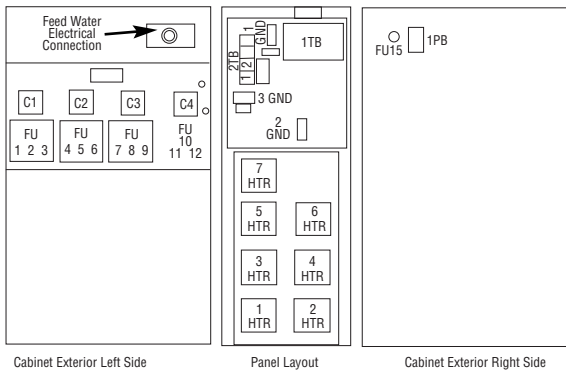 Feed Water
Electrical
Connection
C1
C2
C3
C4
FU
1 2 3
FU
4 5 6
FU
7 8 9
FU
10
11 12
Cabinet Exterior Left Side
1
GND
1TB
2TB
1 2
3 GND
2
GND
7
HTR
5
HTR
6
HTR
3
HTR
4
HTR
1
HTR
2
HTR
Panel Layout
FU15
1PB
Cabinet Exterior Right Side